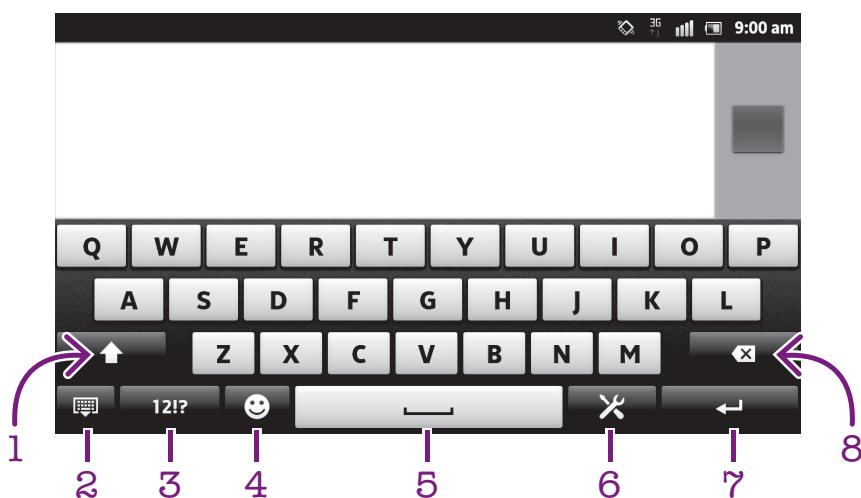 3G 9:00 am
Q W E R T Y U I O P
A S D F G H J K L
Z X C V B N M
12!?
1 2 3 4 5 6 7 8